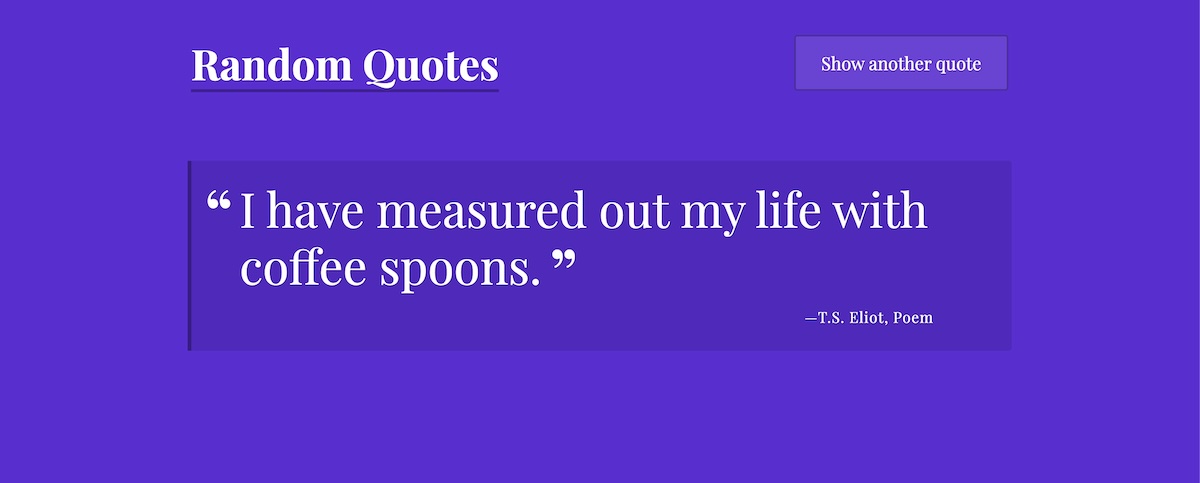 Random Quotes
Show another quote
“ I have measured out my life with
coffee spoons. ”
—T.S. Eliot, Poem